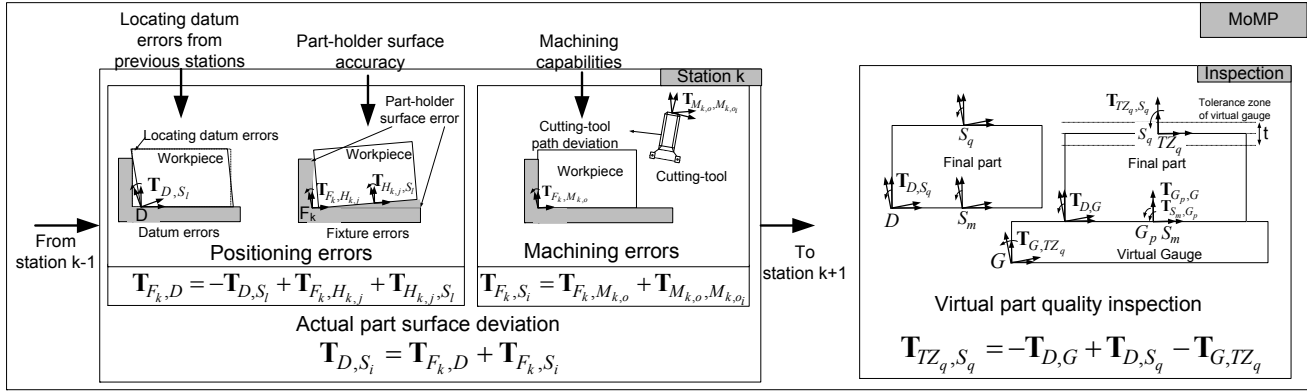 MoMP
Locating datum
errors from
previous stations
Part-holder surface
accuracy
Machining
capabilities
Station k
Inspection
Locating datum errors
Workpiece
T_{D,S_l}
D
Datum errors
Part-holder
surface error
Workpiece
T_{F_k,H_{k,j}}
T_{H_{k,j},S_l}
F_k
Fixture errors
Positioning errors
T_{F_k,D} = −T_{D,S_l} + T_{F_k,H_{k,j}} + T_{H_{k,j},S_l}
T_{M_{k,o},M_{k,o_i}}
Cutting-tool
path deviation
Workpiece
Cutting-tool
T_{F_k,M_{k,o}}
Machining errors
T_{F_k,S_i} = T_{F_k,M_{k,o}} + T_{M_{k,o},M_{k,o_i}}
Actual part surface deviation
T_{D,S_i} = T_{F_k,D} + T_{F_k,S_i}
From
station k-1
To
station k+1
S_q
Final part
T_{D,S_q}
D
S_m
T_{TZ_q,S_q}
Tolerance zone
of virtual gauge
t
S_q
TZ_q
Final part
T_{D,G}
T_{G_p,G}
T_{S_m,G_p}
G_p
S_m
T_{G,TZ_q}
G
Virtual Gauge
Virtual part quality inspection
T_{TZ_q,S_q} = −T_{D,G} + T_{D,S_q} − T_{G,TZ_q}